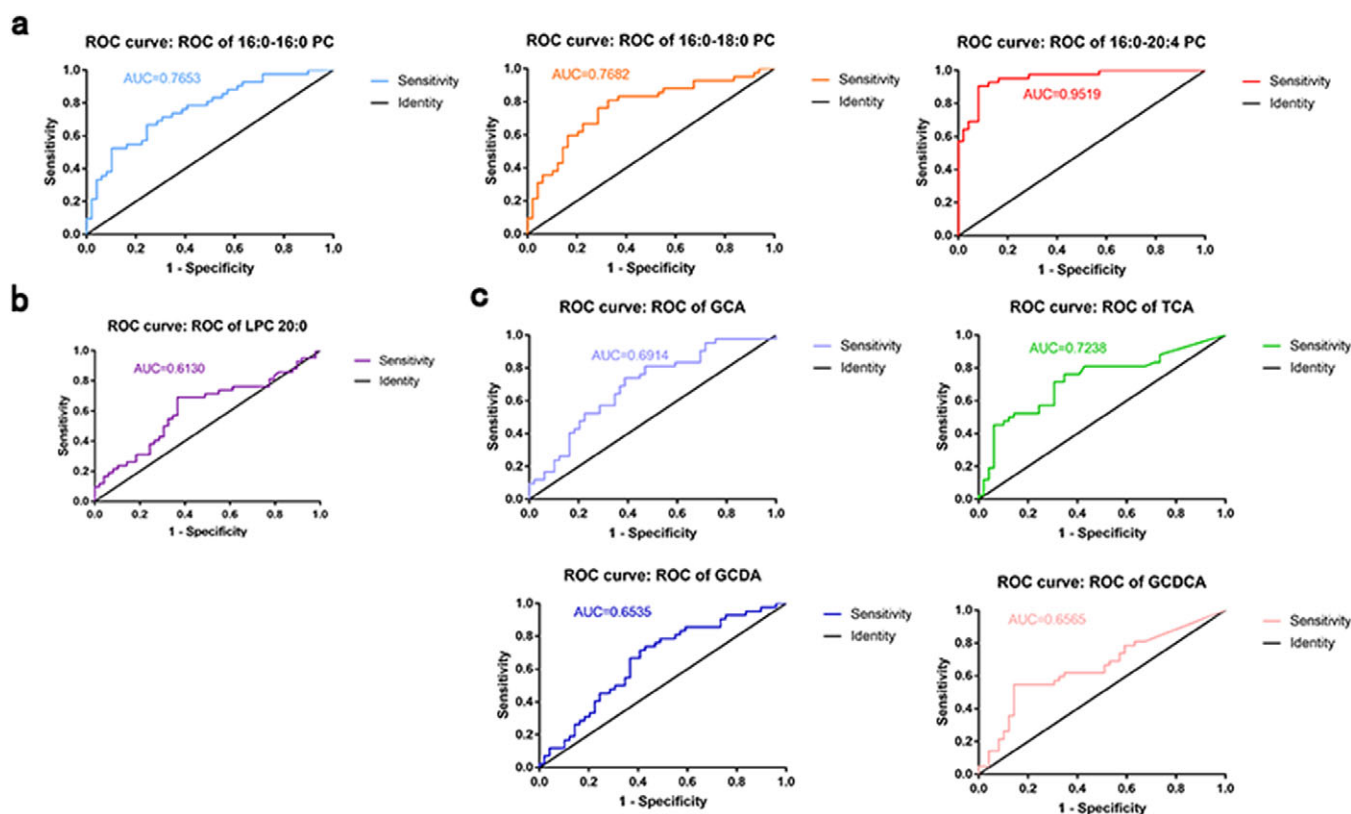 a
ROC curve: ROC of 16:0-16:0 PC
AUC=0.7653
Sensitivity
Identity
Sensitivity
1.0
0.8
0.6
0.4
0.2
0.0
0.0 0.2 0.4 0.6 0.8 1.0
1 - Specificity
ROC curve: ROC of 16:0-18:0 PC
AUC=0.7682
Sensitivity
Identity
Sensitivity
1.0
0.8
0.6
0.4
0.2
0.0
0.0 0.2 0.4 0.6 0.8 1.0
1 - Specificity
ROC curve: ROC of 16:0-20:4 PC
AUC=0.9519
Sensitivity
Identity
Sensitivity
1.0
0.8
0.6
0.4
0.2
0.0
0.0 0.2 0.4 0.6 0.8 1.0
1 - Specificity
b
ROC curve: ROC of LPC 20:0
AUC=0.6130
Sensitivity
Identity
Sensitivity
1.0
0.8
0.6
0.4
0.2
0.0
0.0 0.2 0.4 0.6 0.8 1.0
1 - Specificity
c
ROC curve: ROC of GCA
AUC=0.6914
Sensitivity
Identity
Sensitivity
1.0
0.8
0.6
0.4
0.2
0.0
0.0 0.2 0.4 0.6 0.8 1.0
1 - Specificity
ROC curve: ROC of TCA
AUC=0.7238
Sensitivity
Identity
Sensitivity
1.0
0.8
0.6
0.4
0.2
0.0
0.0 0.2 0.4 0.6 0.8 1.0
1 - Specificity
ROC curve: ROC of GCDA
AUC=0.6535
Sensitivity
Identity
Sensitivity
1.0
0.8
0.6
0.4
0.2
0.0
0.0 0.2 0.4 0.6 0.8 1.0
1 - Specificity
ROC curve: ROC of GCDCA
AUC=0.6565
Sensitivity
Identity
Sensitivity
1.0
0.8
0.6
0.4
0.2
0.0
0.0 0.2 0.4 0.6 0.8 1.0
1 - Specificity